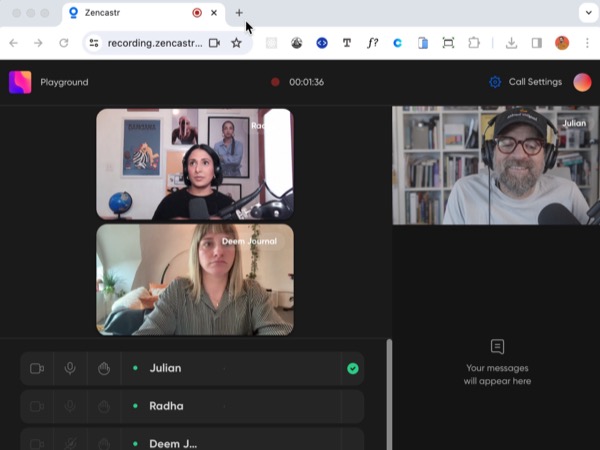 Zencastr
recording.zencastr...
T
f?
Playground
00:01:36
Call Settings
Julian
Deem Journal
Your messages
will appear here
Julian
Radha
Deem J...